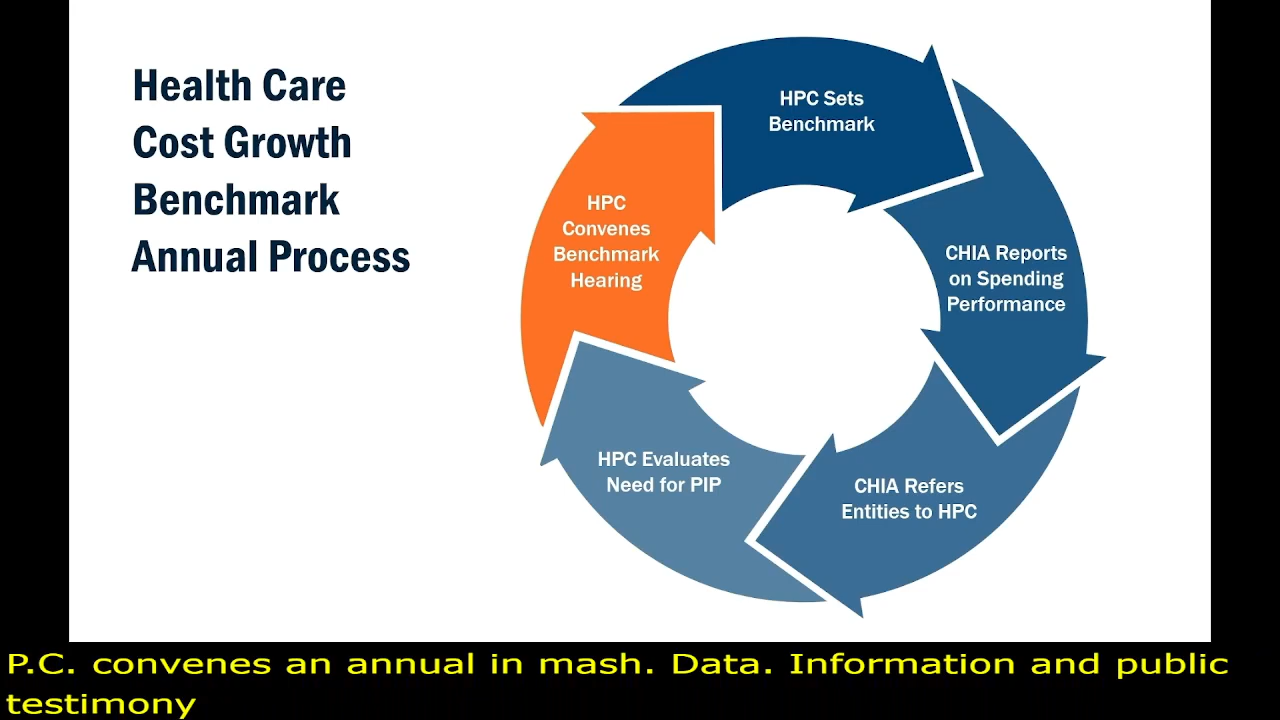 Health Care
Cost Growth
Benchmark
Annual Process
HPC Sets
Benchmark
CHIA Reports
on Spending
Performance
CHIA Refers
Entities to HPC
HPC Evaluates
Need for PIP
HPC
Convenes
Benchmark
Hearing
P.C. convenes an annual in mash. Data. Information and public
testimony